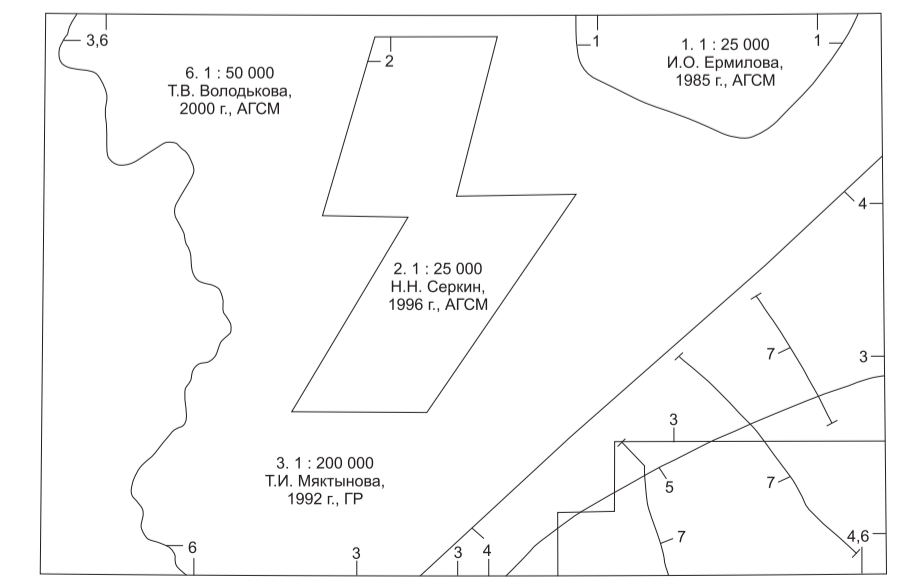 3,6
1
1
1. 1 : 25 000
И.О. Ермилова,
1985 г., АГСМ
2
6. 1 : 50 000
Т.В. Володькова,
2000 г., АГСМ
4
2. 1 : 25 000
Н.Н. Серкин,
1996 г., АГСМ
7
3
3
3. 1 : 200 000
Т.И. Мяктынова,
1992 г., ГР
5
7
7
4,6
6
3
3
4